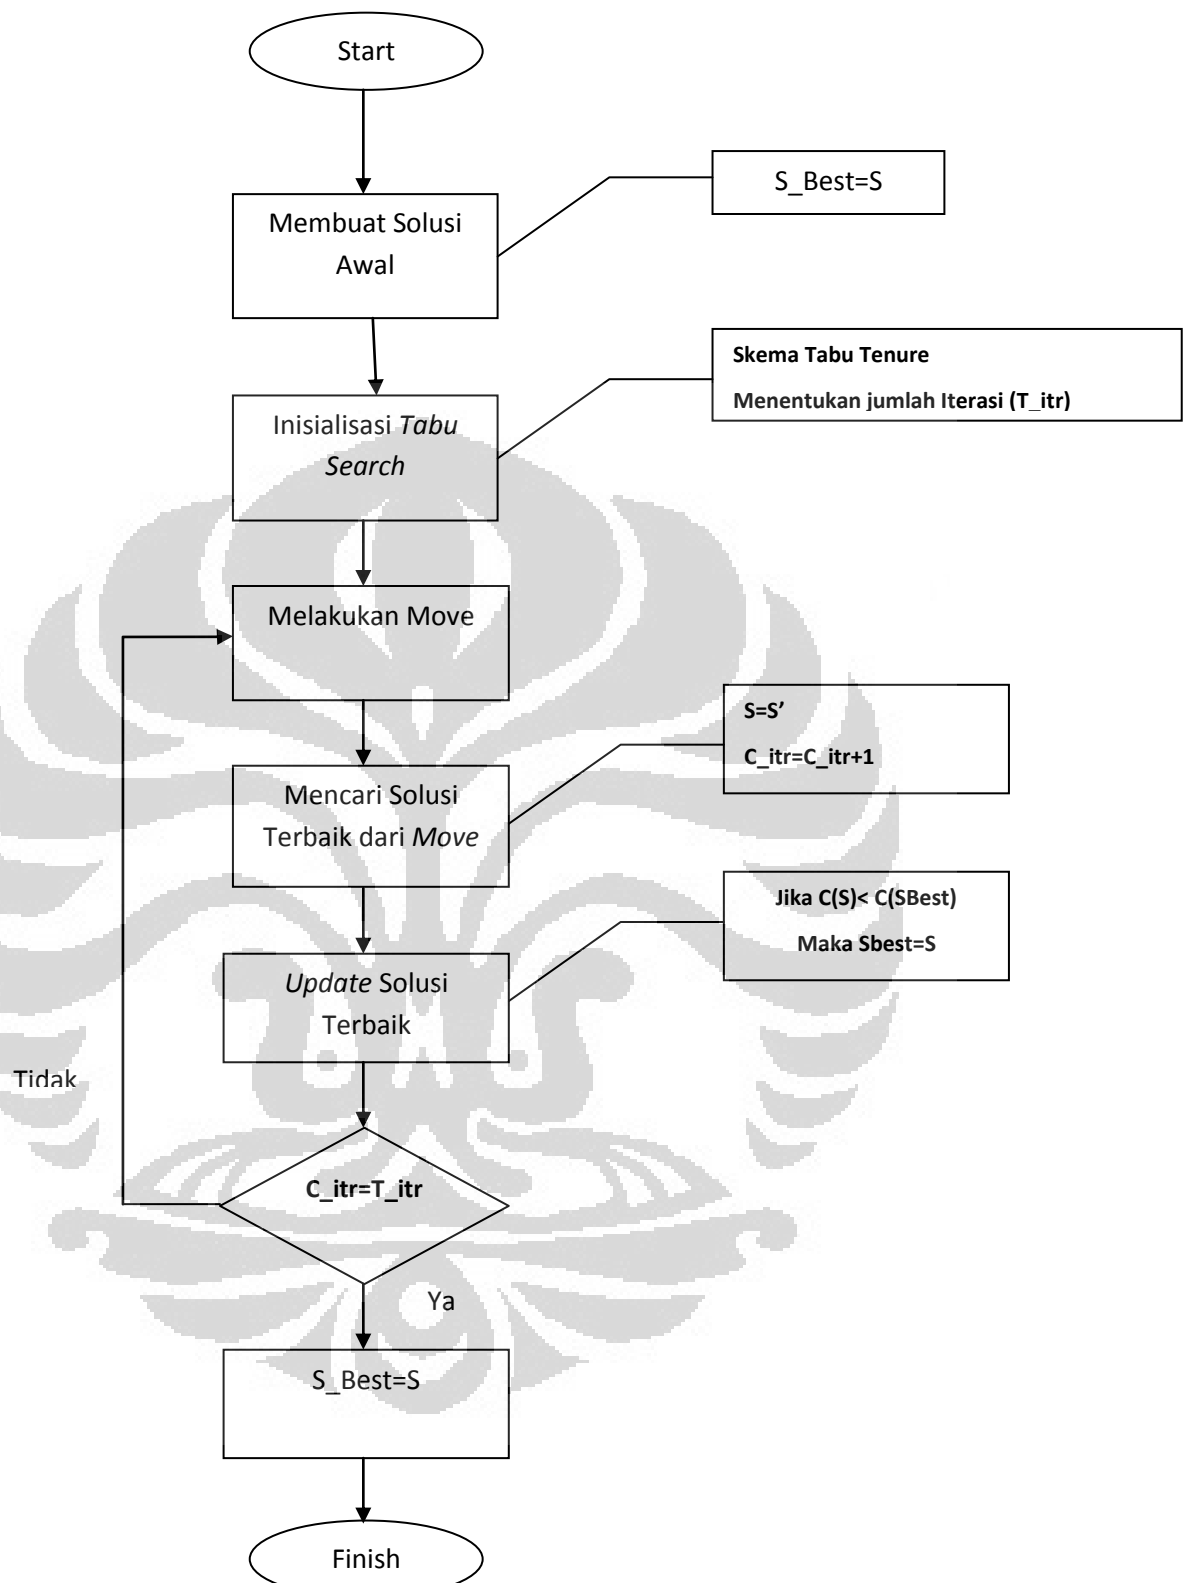 Start
S_Best=S
Membuat Solusi
Awal
Skema Tabu Tenure
Menentukan jumlah Iterasi (T_itr)
Inisialisasi Tabu
Search
Melakukan Move
S=S’
C_itr=C_itr+1
Mencari Solusi
Terbaik dari Move
Jika C(S)< C(SBest)
Maka Sbest=S
Update Solusi
Terbaik
Tidak
C_itr=T_itr
Ya
S_Best=S
Finish